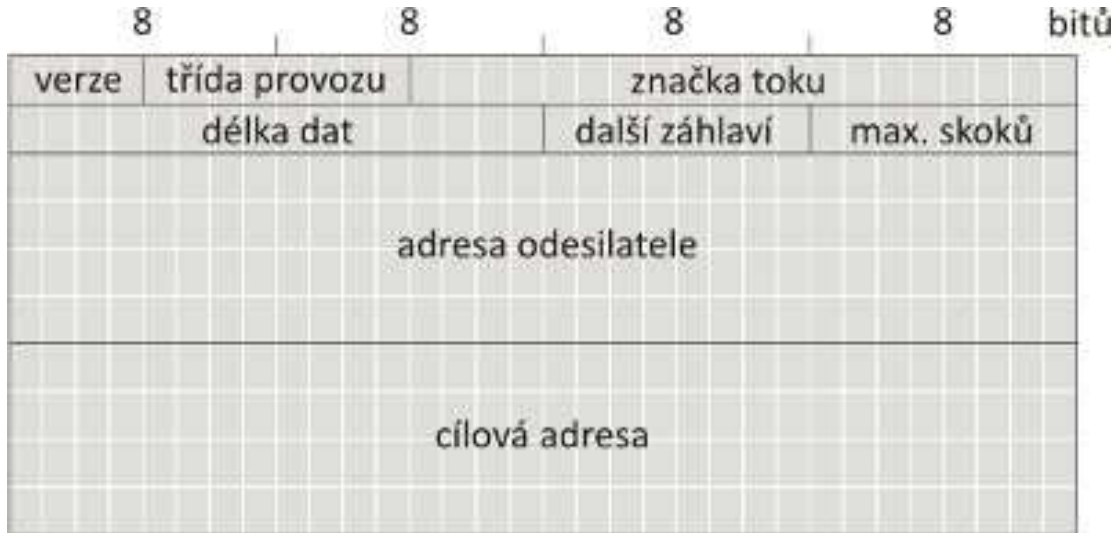 8 8 8 8 bitů
verze třída provozu značka toku
délka dat další záhlaví max. skoků
adresa odesilatele
cílová adresa